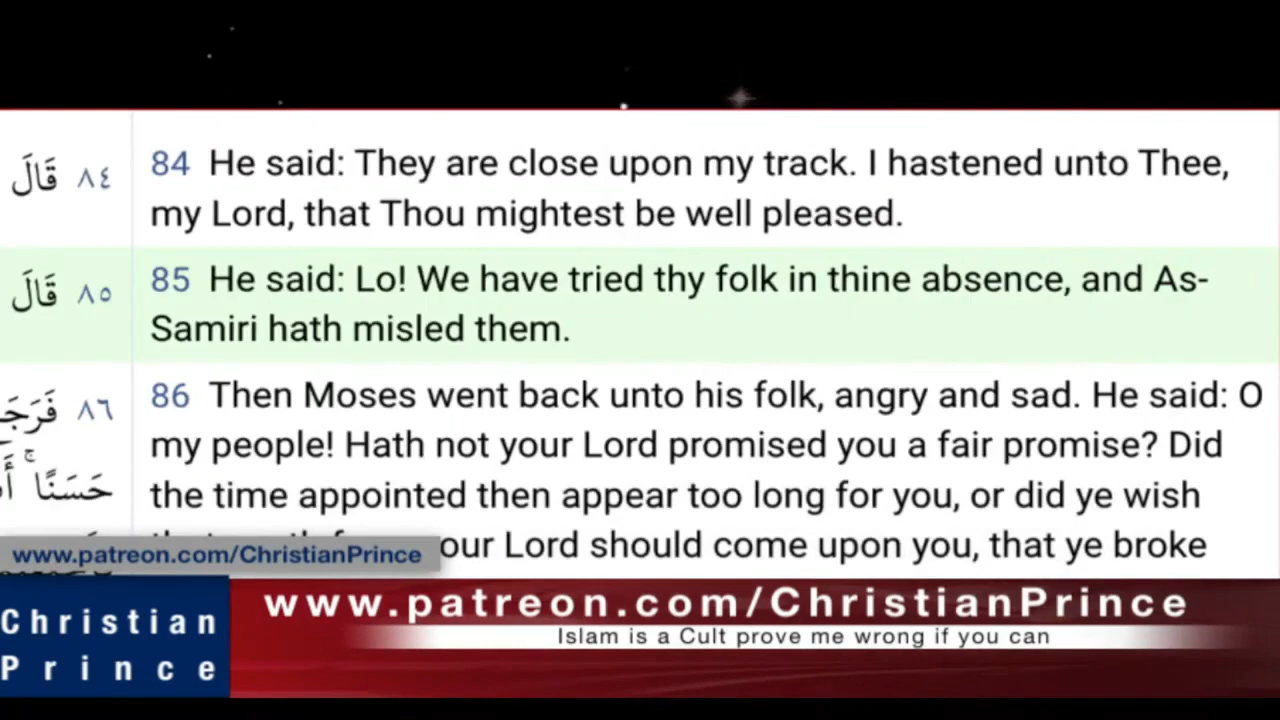 قَالَ ٨٤
84 He said: They are close upon my track. I hastened unto Thee,
my Lord, that Thou mightest be well pleased.
قَالَ ٨٥
85 He said: Lo! We have tried thy folk in thine absence, and As-
Samiri hath misled them.
٨٦
86 Then Moses went back unto his folk, angry and sad. He said: O
my people! Hath not your Lord promised you a fair promise? Did
حَسَنًا ۚ
the time appointed then appear too long for you, or did ye wish
Lord should come upon you, that ye broke
www.patreon.com/ChristianPrince
Christian
Prince
www.patreon.com/ChristianPrince
Islam is a Cult prove me wrong if you can